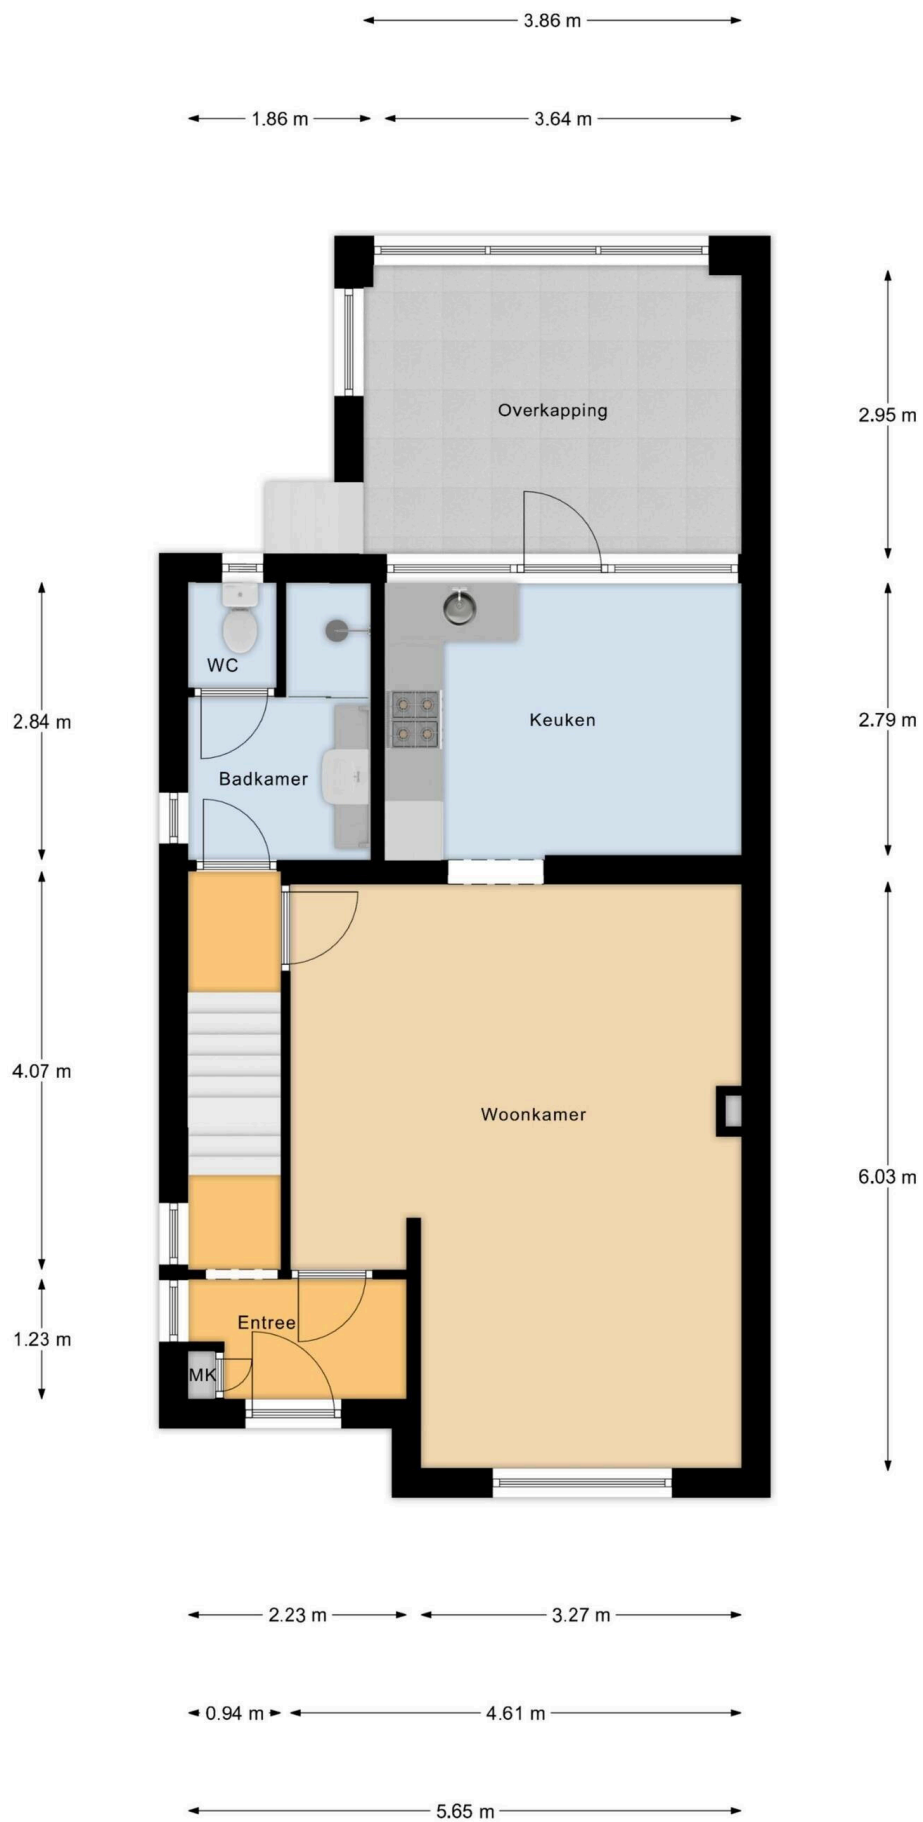 3.86 m
1.86 m
3.64 m
Overkapping
2.95 m
WC
Keuken
2.84 m
2.79 m
Badkamer
4.07 m
Woonkamer
6.03 m
Entree
1.23 m
MK
2.23 m
3.27 m
0.94 m
4.61 m
5.65 m